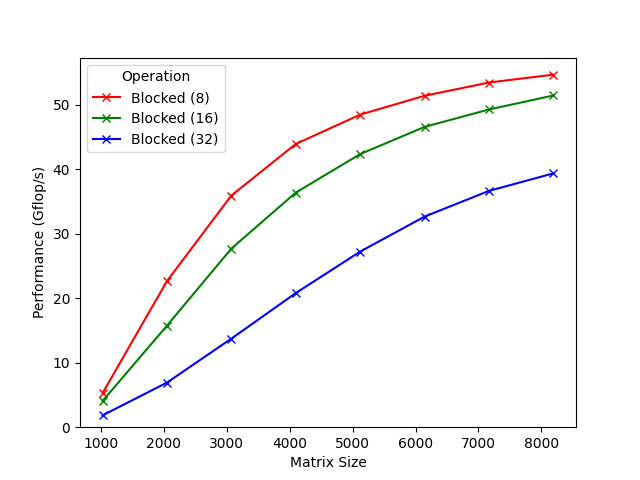 Operation
Blocked (8)
Blocked (16)
Blocked (32)
Performance (Gflop/s)
50
40
30
20
10
0
1000 2000 3000 4000 5000 6000 7000 8000
Matrix Size